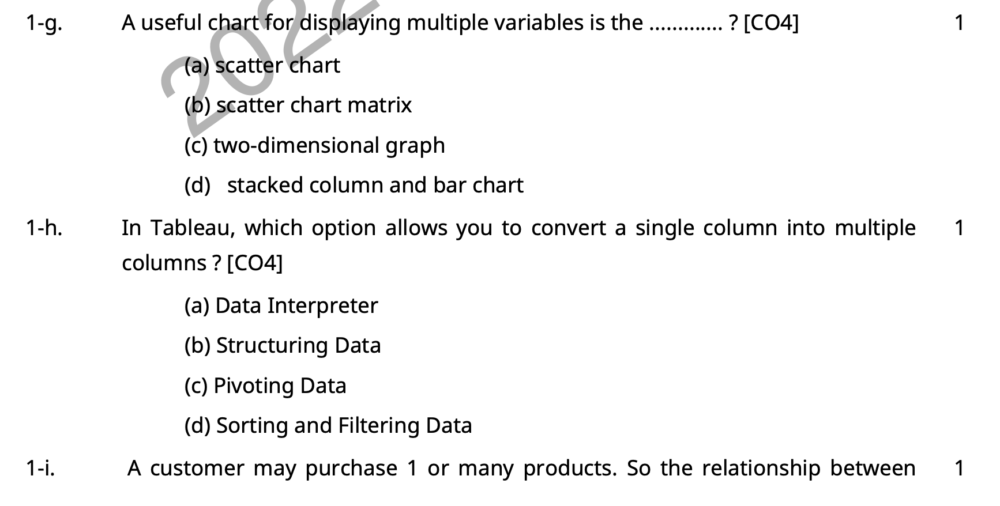 1-g. A useful chart for displaying multiple variables is the ............. ? [CO4] 1
(a) scatter chart
(b) scatter chart matrix
(c) two-dimensional graph
(d) stacked column and bar chart
1-h. In Tableau, which option allows you to convert a single column into multiple 1
columns ? [CO4]
(a) Data Interpreter
(b) Structuring Data
(c) Pivoting Data
(d) Sorting and Filtering Data
1-i. A customer may purchase 1 or many products. So the relationship between 1